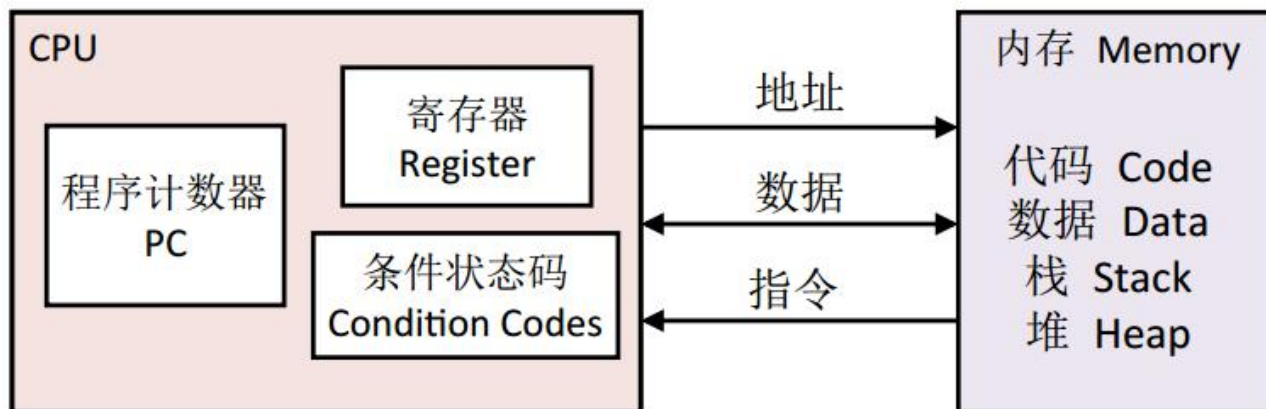 CPU
程序计数器
PC
寄存器
Register
条件状态码
Condition Codes
地址
数据
指令
内存 Memory
代码 Code
数据 Data
栈 Stack
堆 Heap